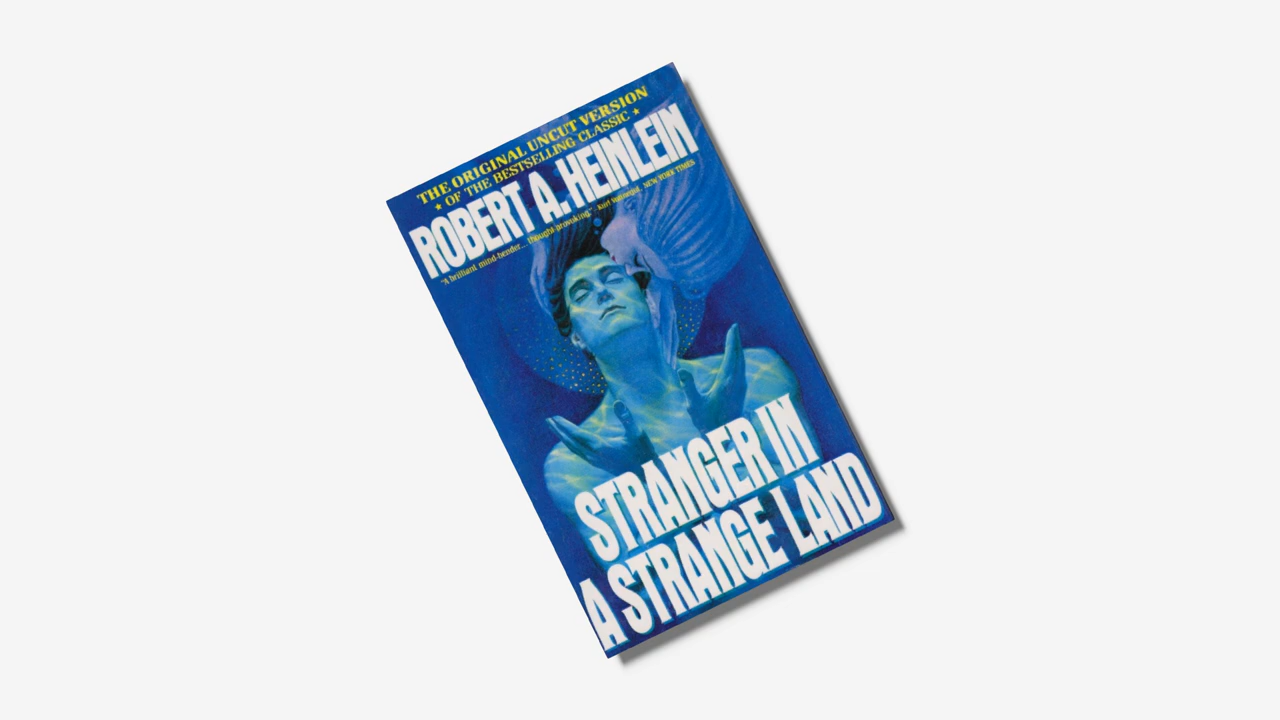 THE ORIGINAL UNCUT VERSION
★ OF THE BESTSELLING CLASSIC ★
ROBERT A. HEINLEIN
"A brilliant mind-bender... thought-provoking." - Kurt Vonnegut, NEW YORK TIMES
STRANGER IN
A STRANGE LAND